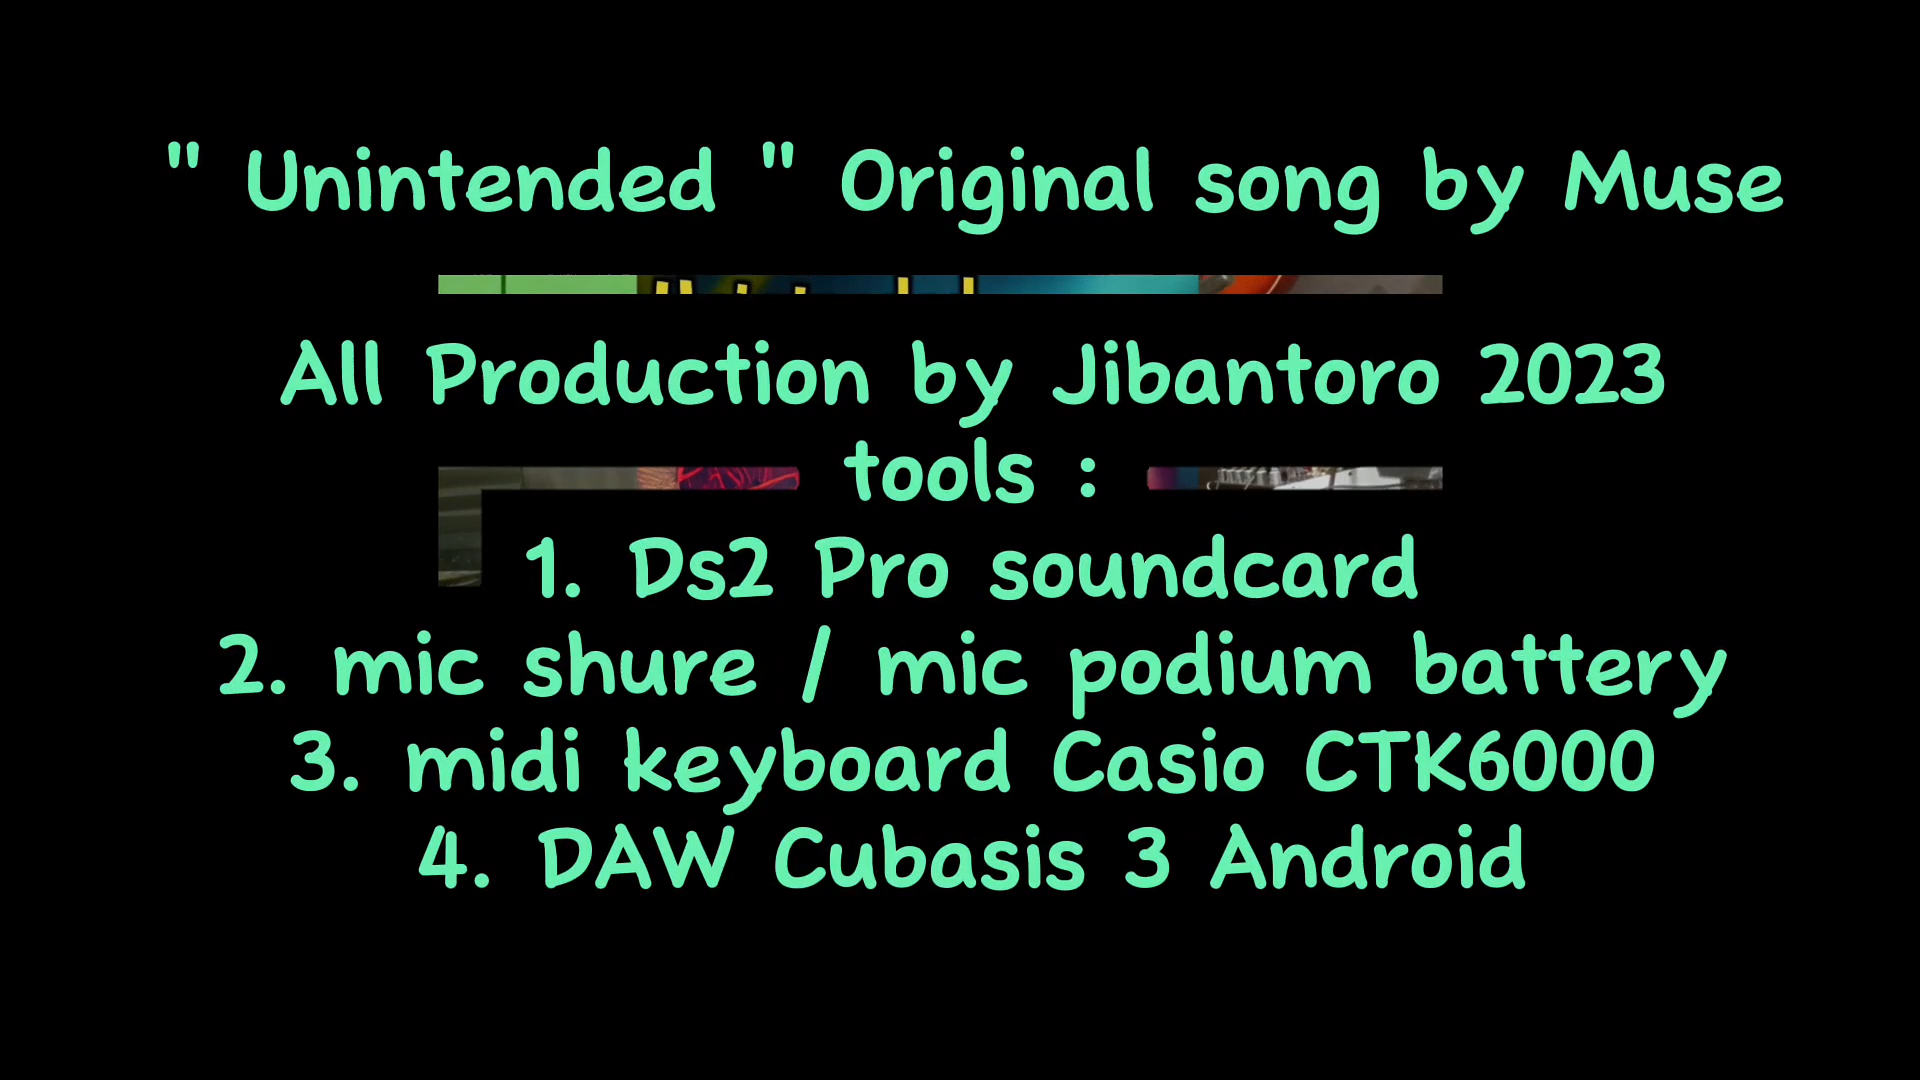 " Unintended " Original song by Muse
All Production by Jibantoro 2023
tools :
1. Ds2 Pro soundcard
2. mic shure / mic podium battery
3. midi keyboard Casio CTK6000
4. DAW Cubasis 3 Android